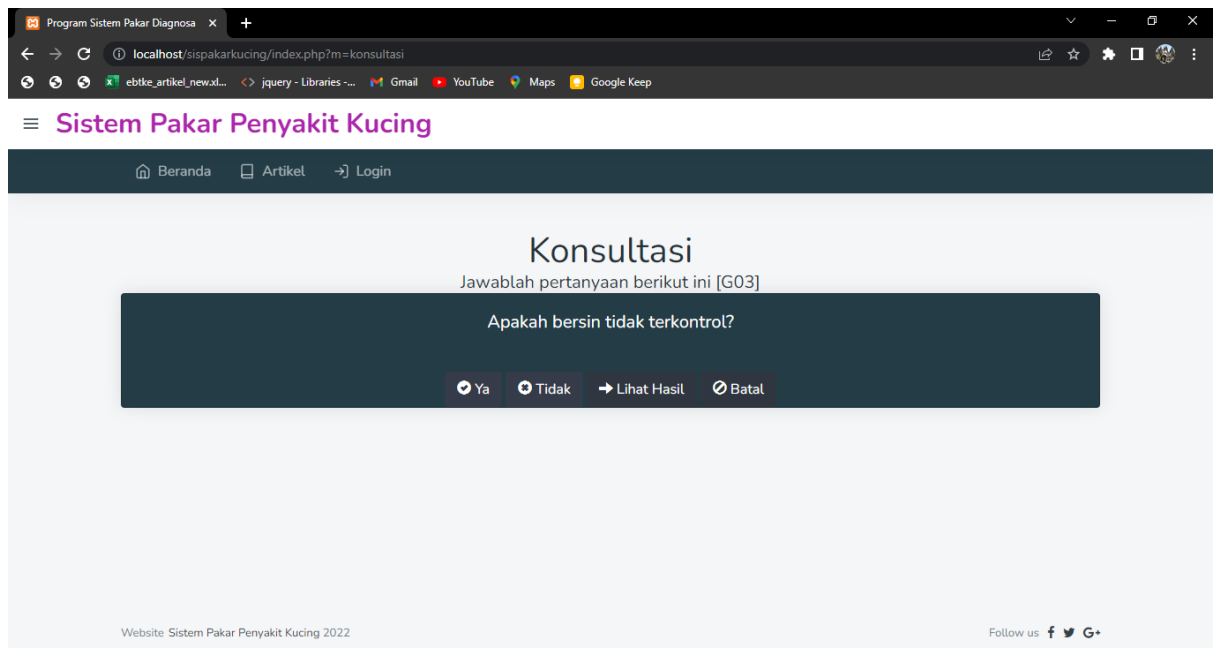 Program Sistem Pakar Diagnosa
localhost/sispakarkucing/index.php?m=konsultasi
ebtke_artikel_new.xl... jquery - Libraries -... Gmail YouTube Maps Google Keep
Sistem Pakar Penyakit Kucing
Beranda Artikel Login
Konsultasi
Jawablah pertanyaan berikut ini [G03]
Apakah bersin tidak terkontrol?
Ya Tidak Lihat Hasil Batal
Website Sistem Pakar Penyakit Kucing 2022 Follow us G+